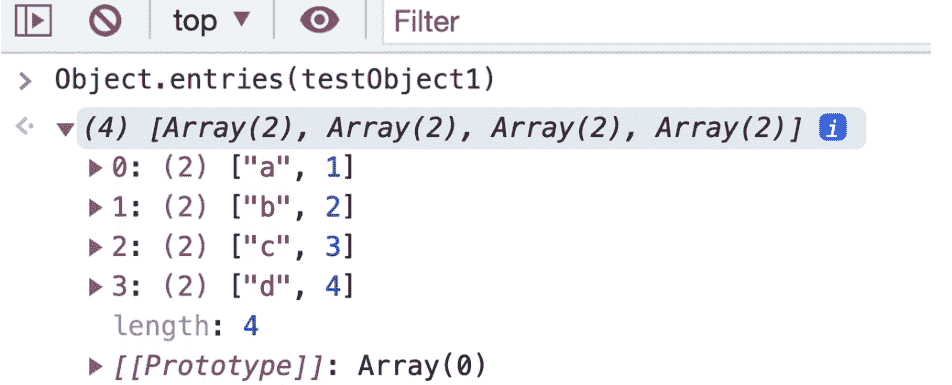 top Filter
Object.entries(testObject1)
(4) [Array(2), Array(2), Array(2), Array(2)] i
0: (2) ["a", 1]
1: (2) ["b", 2]
2: (2) ["c", 3]
3: (2) ["d", 4]
length: 4
[[Prototype]]: Array(0)